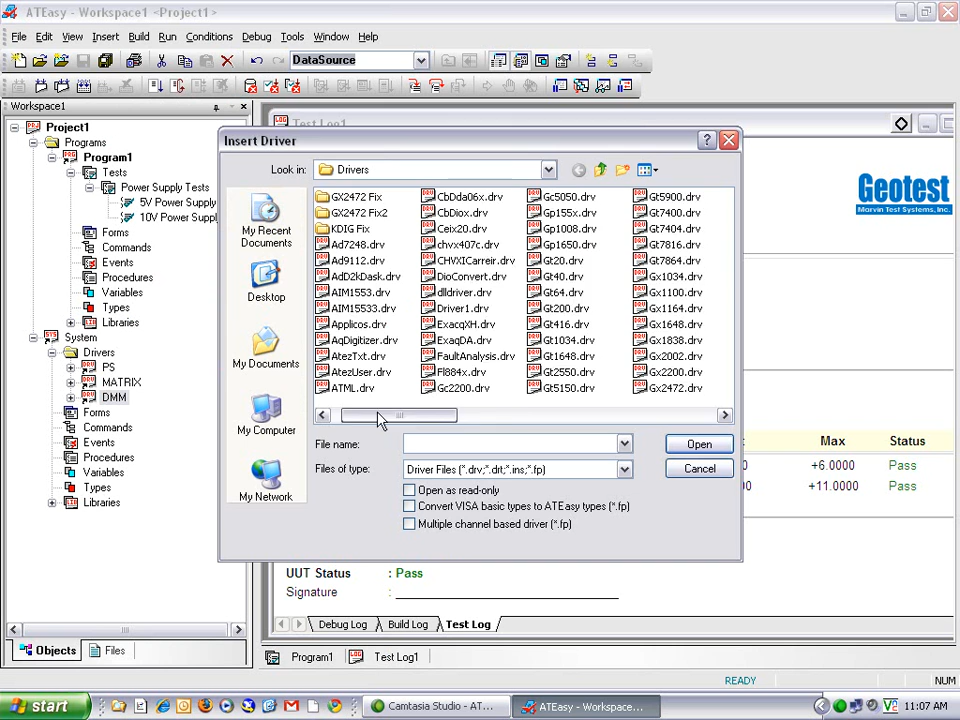 ATEasy - Workspace1 <Project1>
File Edit View Insert Build Run Conditions Debug Tools Window Help
DataSource
Workspace1
Project1
Programs
Program1
Tests
Power Supply Tests
5V Power Supply
10V Power Suppl
Forms
Commands
Events
Procedures
Variables
Types
Libraries
System
Drivers
PS
MATRIX
DMM
Forms
Commands
Events
Procedures
Variables
Types
Libraries
Objects Files
Test Log1
Geotest
Marvin Test Systems, Inc.
Insert Driver
Look in: Drivers
My Recent Documents
Desktop
My Documents
My Computer
My Network
GX2472 Fix
GX2472 Fix2
KDIG Fix
Ad7248.drv
Ad9112.drv
AdD2kDask.drv
AIM1553.drv
AIM15533.drv
Applicos.drv
AqDigitizer.drv
AtezTxt.drv
AtezUser.drv
ATML.drv
CbDda06x.drv
CbDiox.drv
Ceix20.drv
chvx407c.drv
CHVXICarreir.drv
DioConvert.drv
dlldriver.drv
Driver1.drv
ExacqXH.drv
ExaqDA.drv
FaultAnalysis.drv
Fl884x.drv
Gc2200.drv
Gc5050.drv
Gp155x.drv
Gp1008.drv
Gp1650.drv
Gt20.drv
Gt40.drv
Gt64.drv
Gt200.drv
Gt416.drv
Gt1034.drv
Gt1648.drv
Gt2550.drv
Gt5150.drv
Gt5900.drv
Gt7400.drv
Gt7404.drv
Gt7816.drv
Gt7864.drv
Gx1034.drv
Gx1100.drv
Gx1164.drv
Gx1648.drv
Gx1838.drv
Gx2002.drv
Gx2200.drv
Gx2472.drv
File name: Open
Files of type: Driver Files (*.drv;*.drt;*.ins;*.fp) Cancel
Open as read-only
Convert VISA basic types to ATEasy types (*.fp)
Multiple channel based driver (*.fp)
Max Status
+6.0000 Pass
+11.0000 Pass
UUT Status : Pass
Signature :
Debug Log Build Log Test Log
Program1 Test Log1
READY NUM
start Camtasia Studio - AT... ATEasy - Workspace... 11:07 AM